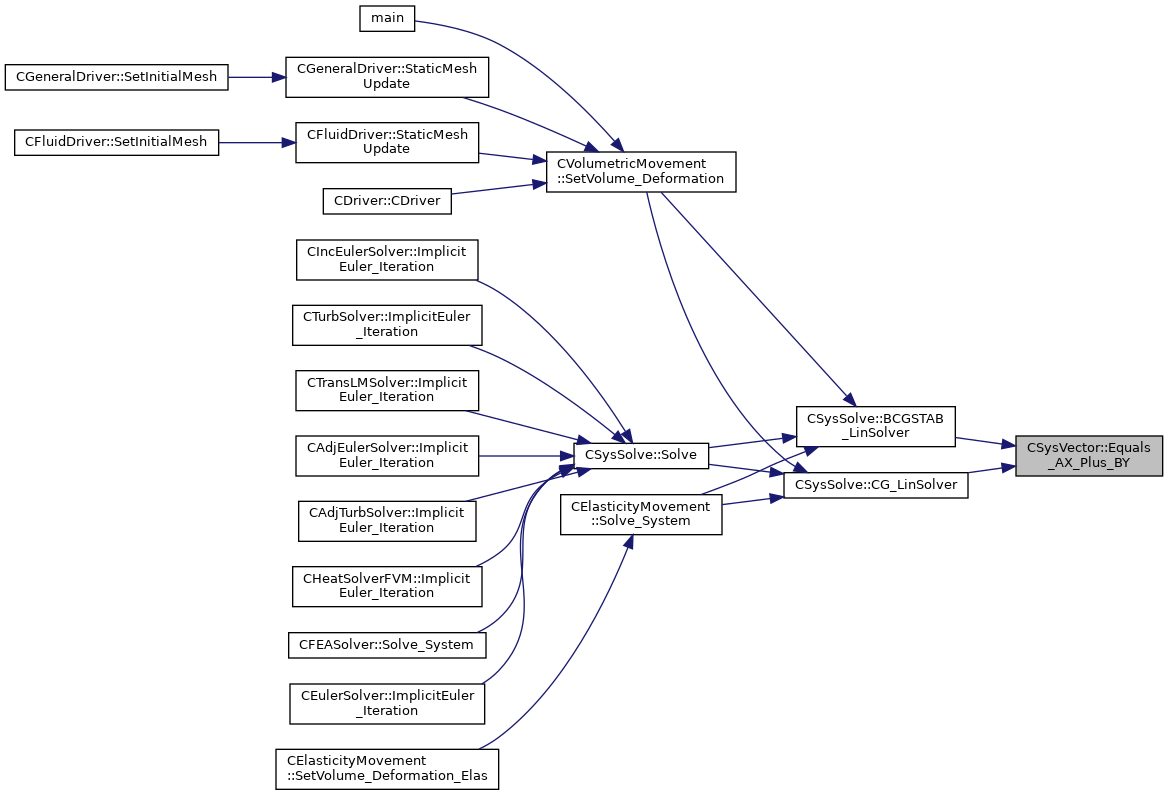 main
CGeneralDriver::StaticMesh
Update
CGeneralDriver::SetInitialMesh
CFluidDriver::StaticMesh
Update
CFluidDriver::SetInitialMesh
CVolumetricMovement
::SetVolume_Deformation
CDriver::CDriver
CIncEulerSolver::Implicit
Euler_Iteration
CTurbSolver::ImplicitEuler
_Iteration
CTransLMSolver::Implicit
Euler_Iteration
CAdjEulerSolver::Implicit
Euler_Iteration
CSysSolve::Solve
CSysSolve::BCGSTAB
_LinSolver
CSysVector::Equals
_AX_Plus_BY
CSysSolve::CG_LinSolver
CAdjTurbSolver::Implicit
Euler_Iteration
CElasticityMovement
::Solve_System
CHeatSolverFVM::Implicit
Euler_Iteration
CFEASolver::Solve_System
CEulerSolver::ImplicitEuler
_Iteration
CElasticityMovement
::SetVolume_Deformation_Elas